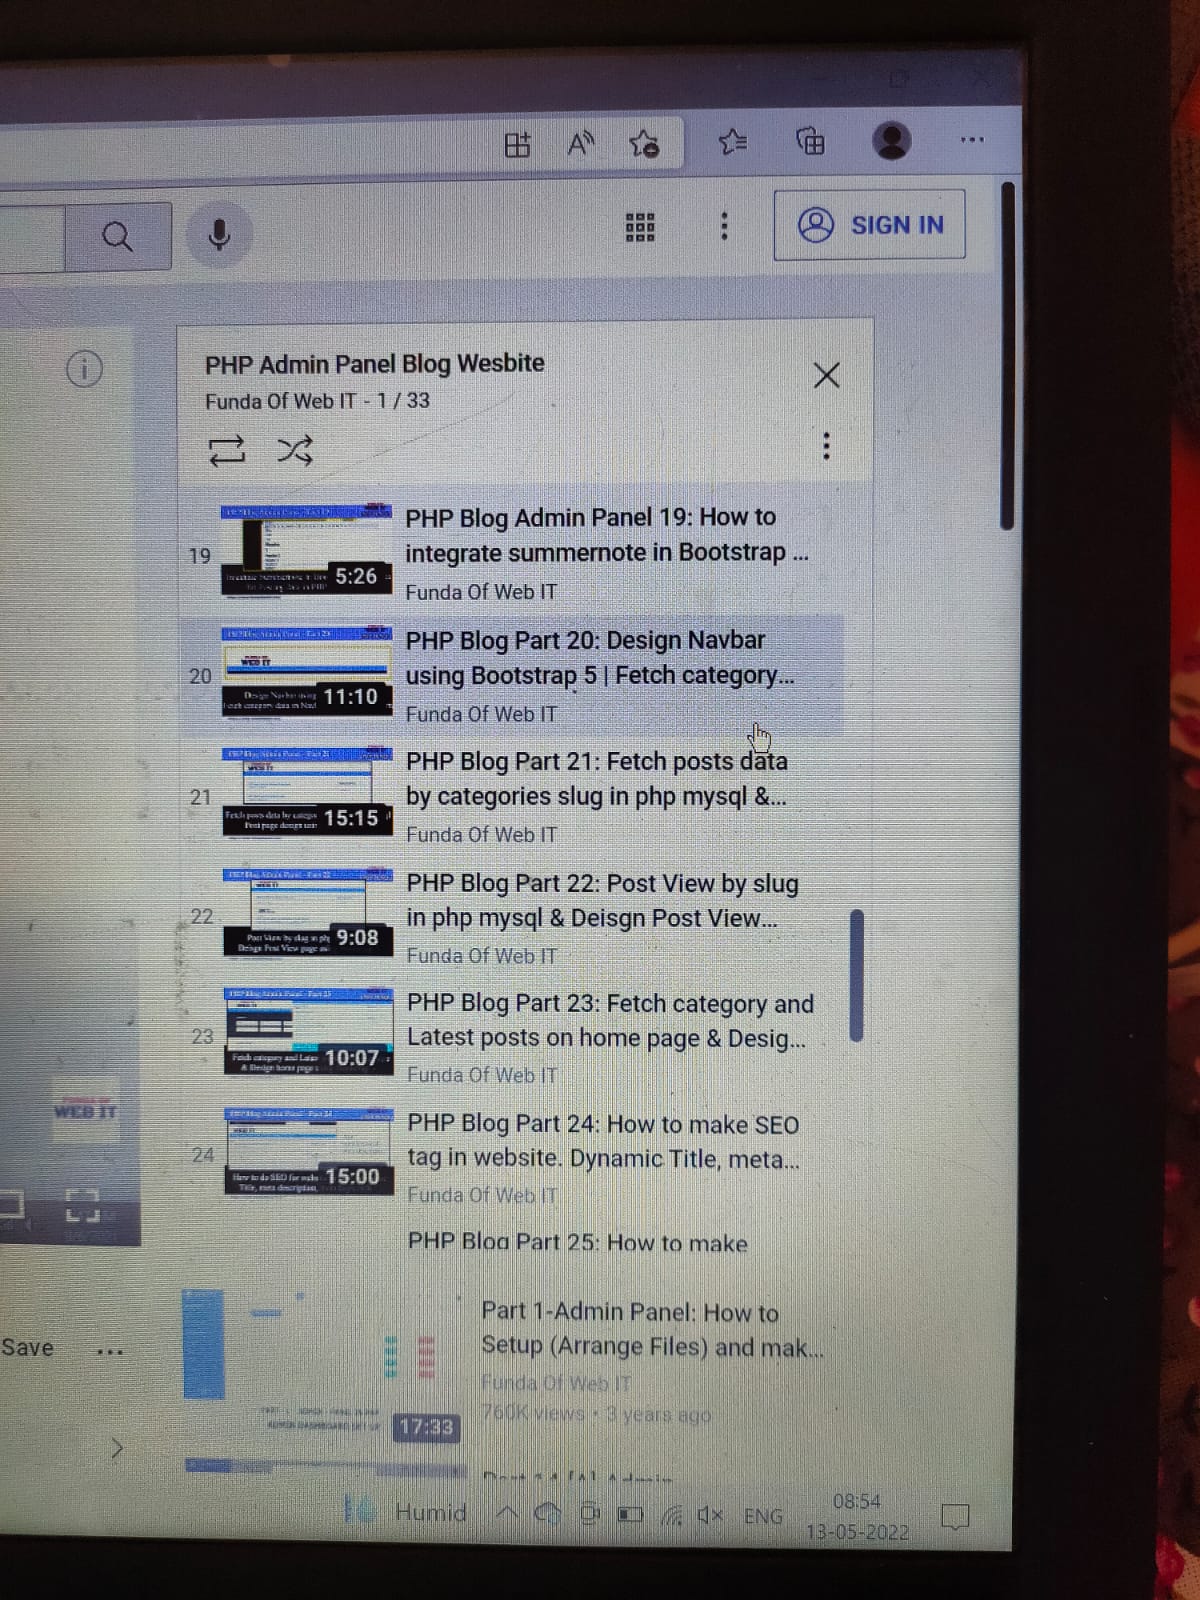 SIGN IN
PHP Admin Panel Blog Wesbite
Funda Of Web IT - 1 / 33
19
5:26
PHP Blog Admin Panel 19: How to
integrate summernote in Bootstrap ...
Funda Of Web IT
20
WEB IT
11:10
PHP Blog Part 20: Design Navbar
using Bootstrap 5 | Fetch category...
Funda Of Web IT
21
15:15
PHP Blog Part 21: Fetch posts data
by categories slug in php mysql &...
Funda Of Web IT
22
9:08
PHP Blog Part 22: Post View by slug
in php mysql & Deisgn Post View...
Funda Of Web IT
23
10:07
PHP Blog Part 23: Fetch category and
Latest posts on home page & Desig...
Funda Of Web IT
24
15:00
PHP Blog Part 24: How to make SEO
tag in website. Dynamic Title, meta...
Funda Of Web IT
PHP Blog Part 25: How to make
WEB IT
Save
...
17:33
Part 1-Admin Panel: How to
Setup (Arrange Files) and mak...
Funda Of Web IT
760K views • 3 years ago
Humid
ENG
08:54
13-05-2022